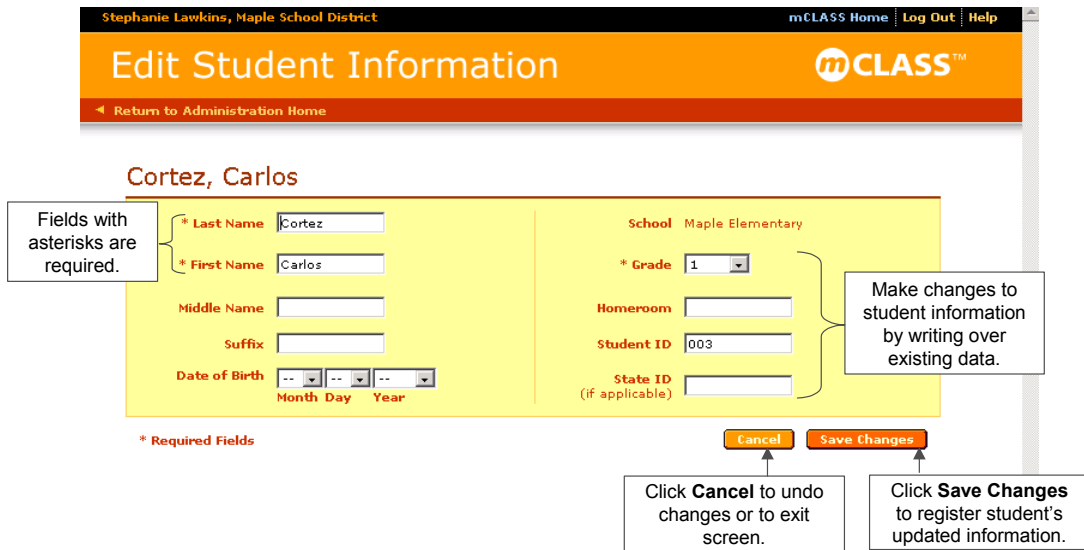 Stephanie Lawkins, Maple School District
mCLASS Home Log Out Help
Edit Student Information
mCLASS™
Return to Administration Home
Cortez, Carlos
Fields with
asterisks are
required.
* Last Name Cortez
* First Name Carlos
Middle Name
Suffix
Date of Birth -- -- --
Month Day Year
School Maple Elementary
* Grade 1
Homeroom
Student ID 003
State ID
(if applicable)
Make changes to
student information
by writing over
existing data.
* Required Fields
Cancel Save Changes
Click Cancel to undo
changes or to exit
screen.
Click Save Changes
to register student’s
updated information.